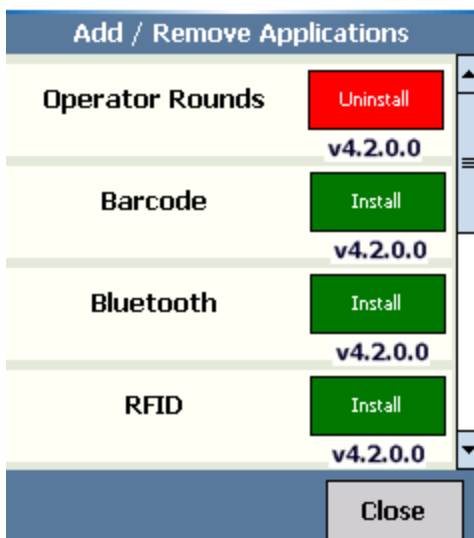 Add / Remove Applications
Operator Rounds
Uninstall
v4.2.0.0
Barcode
Install
v4.2.0.0
Bluetooth
Install
v4.2.0.0
RFID
Install
v4.2.0.0
Close